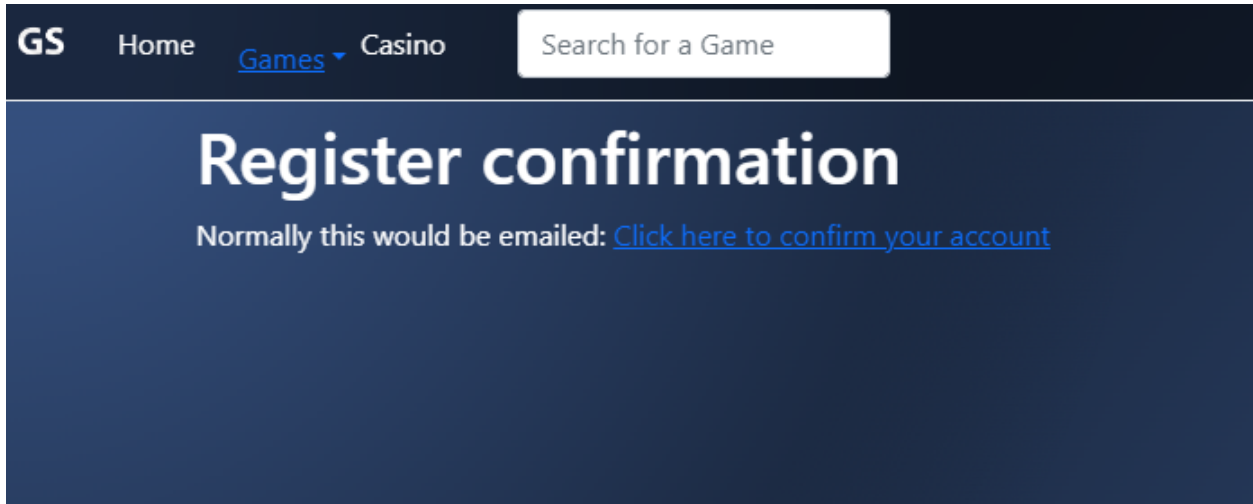 GS Home Games Casino Search for a Game
Register confirmation
Normally this would be emailed: Click here to confirm your account